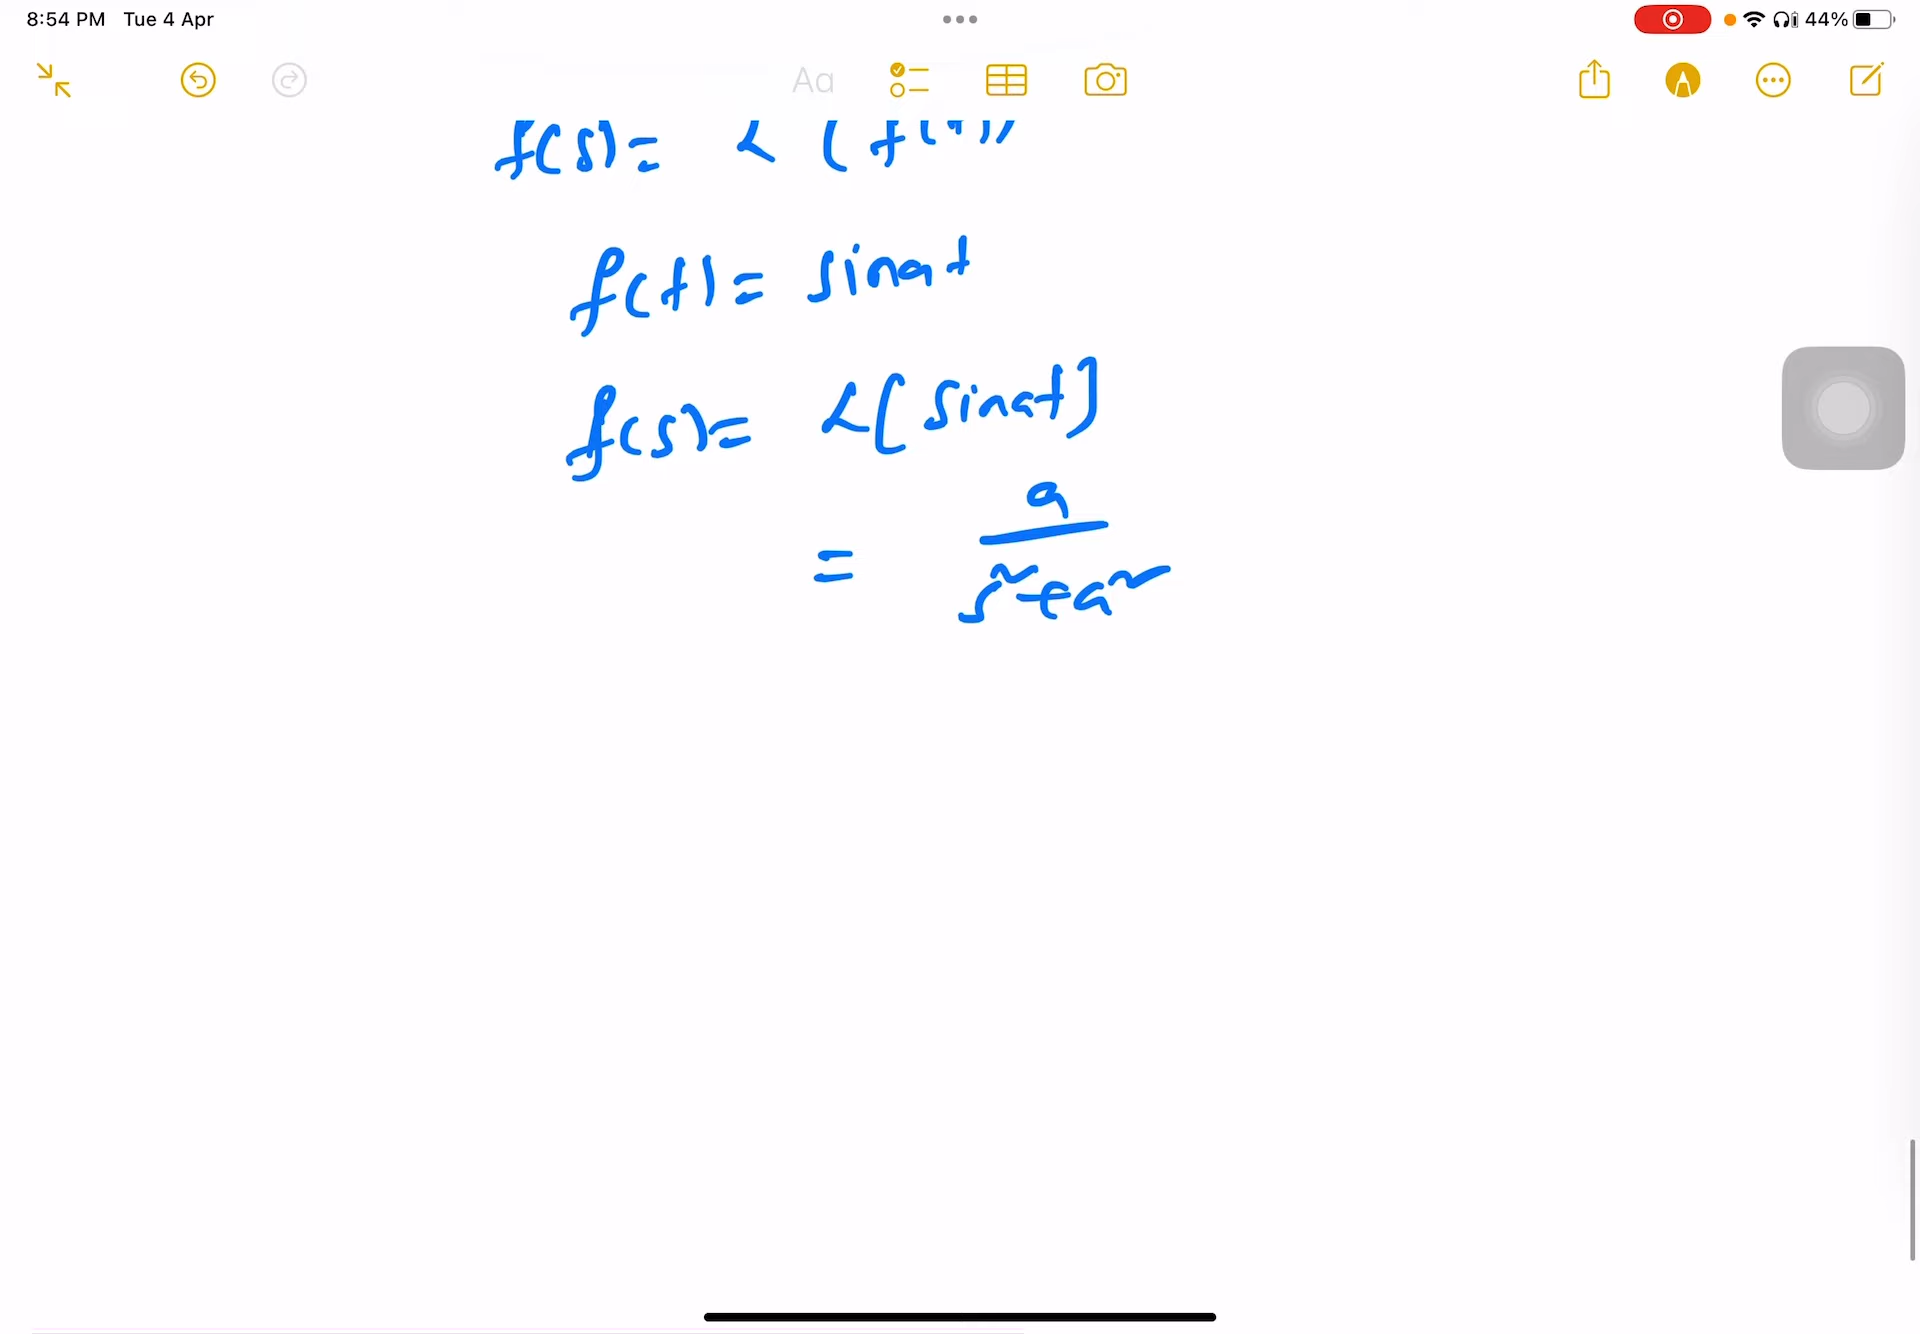 8:54 PM Tue 4 Apr 44%
Aa
f(s) = L (f(t))
f(t) = sinat
f(s) = L[sinat]
= a
s²+a²